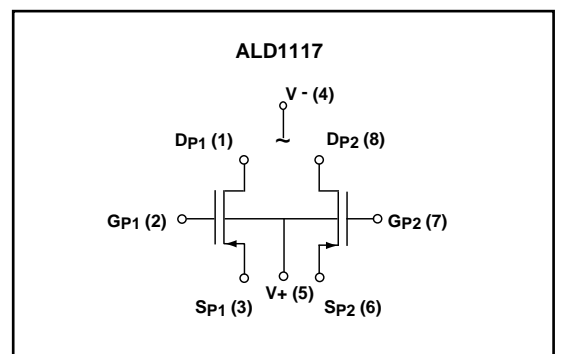 ALD1117
V - (4)
~
DP1 (1)
DP2 (8)
GP1 (2)
GP2 (7)
V+ (5)
SP1 (3)
SP2 (6)